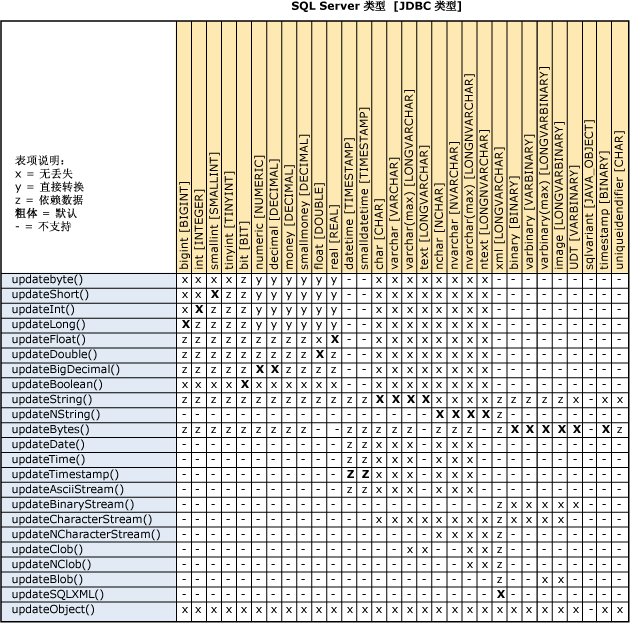 SQL Server 类型 [JDBC 类型]
表项说明：
x = 无丢失
y = 直接转换
z = 依赖数据
粗体 = 默认
- = 不支持
bigint [BIGINT]
int [INTEGER]
smallint [SMALLINT]
tinyint [TINYINT]
bit [BIT]
numeric [NUMERIC]
decimal [DECIMAL]
money [DECIMAL]
smallmoney [DECIMAL]
float [DOUBLE]
real [REAL]
datetime [TIMESTAMP]
smalldatetime [TIMESTAMP]
char [CHAR]
varchar [VARCHAR]
varchar(max) [LONGVARCHAR]
text [LONGVARCHAR]
nchar [NCHAR]
nvarchar [NVARCHAR]
nvarchar(max) [LONGNVARCHAR]
ntext [LONGNVARCHAR]
xml [LONGVARCHAR]
binary [BINARY]
varbinary [VARBINARY]
varbinary(max) [LONGVARBINARY]
image [LONGVARBINARY]
UDT [VARBINARY]
sqlvariant [JAVA_OBJECT]
timestamp [BINARY]
uniqueidendifier [CHAR]
updatebyte() x x x x z y y y y y y - - x x x x x x x x - - - - - - - - -
updateShort() x x X z z y y y y y y - - x x x x x x x x - - - - - - - - -
updateInt() x X z z z y y y y y y - - x x x x x x x x - - - - - - - - -
updateLong() X z z z z y y y y y y - - x x x x x x x x - - - - - - - - -
updateFloat() z z z z z z z z z x X - - x x x x x x x x - - - - - - - - -
updateDouble() z z z z z z z z z X z - - x x x x x x x x - - - - - - - - -
updateBigDecimal() z z z z z X X z z z z - - x x x x x x x x - - - - - - - - -
updateBoolean() x x x x X x x x x x x - - x x x x x x x x - - - - - - - - -
updateString() z z z z z z z z z z z z z X X X X x x x x z z z z z x - x x
updateNString() - - - - - - - - - - - - - - - - - X X X X z - - - - - - - -
updateBytes() z z z z z z z z z - - z z z z z z z z z z z X X X X X - X z
updateDate() - - - - - - - - - - - z z x x x - x x x - - - - - - - - - -
updateTime() - - - - - - - - - - - z z x x x - x x x - - - - - - - - - -
updateTimestamp() - - - - - - - - - - - Z Z x x x - x x x - - - - - - - - - -
updateAsciiStream() - - - - - - - - - - - z z x x x - x x x - - - - - - - - - -
updateBinaryStream() - - - - - - - - - - - - - - - - - - - - - z x x x x x - - -
updateCharacterStream() - - - - - - - - - - - - - x x x x x x x x z x x x x - - - -
updateNCharacterStream() - - - - - - - - - - - - - - - - - x x x x z - - - - - - - -
updateClob() - - - - - - - - - - - - - - - x x - - x x z - - - - - - - -
updateNClob() - - - - - - - - - - - - - - - - - - - x x z - - - - - - - -
updateBlob() - - - - - - - - - - - - - - - - - - - - - z - - x x - - - -
updateSQLXML() - - - - - - - - - - - - - - - - - - - - - X - - - - - - - -
updateObject() x x x x x x x x x x x x x x x x x x x x x x x x x x x - x x